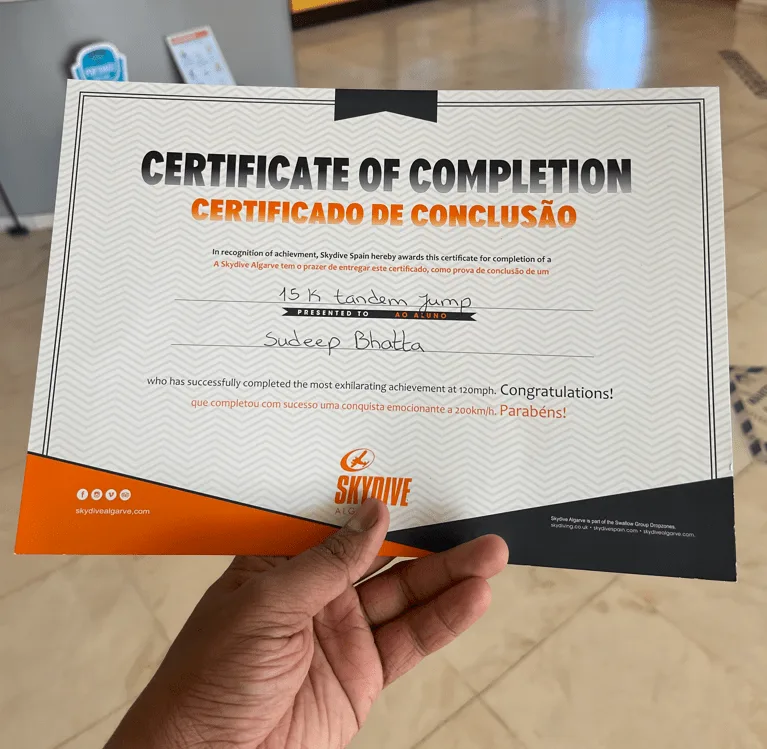 CERTIFICATE OF COMPLETION
CERTIFICADO DE CONCLUSÃO
In recognition of achievment, Skydive Spain hereby awards this certificate for completion of a
A Skydive Algarve tem o prazer de entregar este certificado, como prova de conclusão de um
15K tandem jump
PRESENTED TO AO ALUNO
Sudeep Bhatta
who has successfully completed the most exhilarating achievement at 120mph. Congratulations!
que completou com sucesso uma conquista emocionante a 200km/h. Parabéns!
SKYDIVE
ALG
skydivealgarve.com
Skydive Algarve is part of the Swallow Group Dropzones.
skydiving.co.uk • skydivespain.com • skydivealgarve.com.